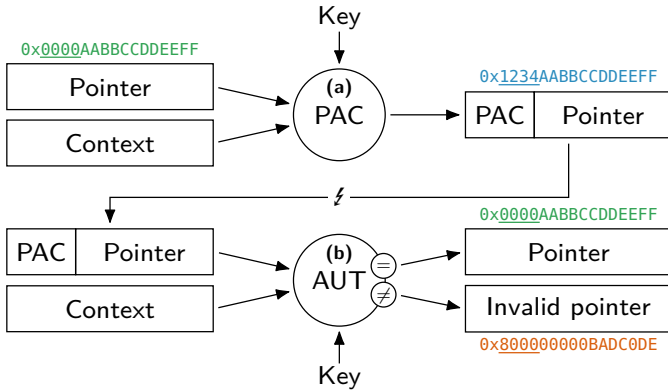 Key
0x0000AABBCCDDEEFF
Pointer
Context
(a)
PAC
0x1234AABBCCDDEEFF
PAC Pointer
PAC Pointer
Context
(b)
AUT
=
≠
0x0000AABBCCDDEEFF
Pointer
Invalid pointer
0x800000000BADC0DE
Key